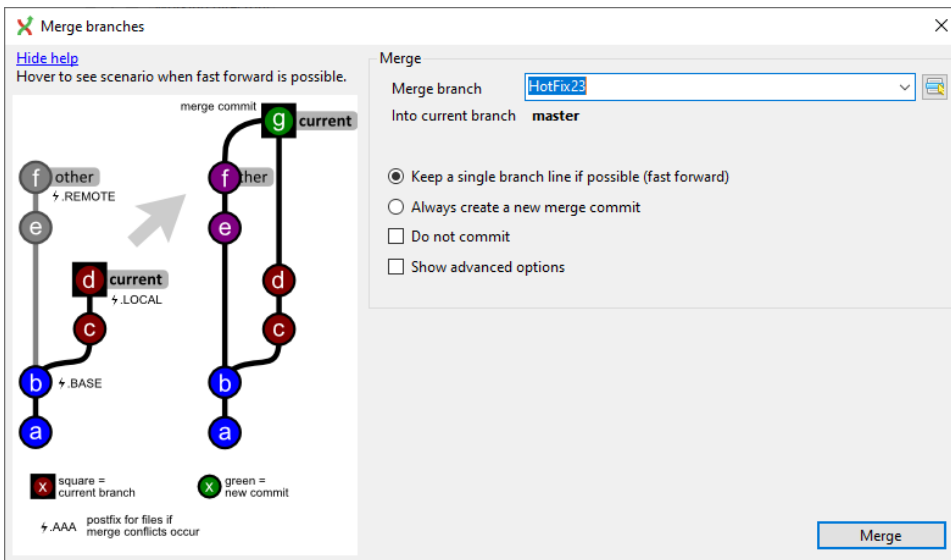 Merge branches
Hide help
Hover to see scenario when fast forward is possible.
merge commit
g current
f other
⚡.REMOTE
f ther
e
e
d current
⚡.LOCAL
d
c
c
b ⚡.BASE
b
a
a
x square =
current branch
x green =
new commit
⚡.AAA postfix for files if
merge conflicts occur
Merge
Merge branch HotFix23
Into current branch master
Keep a single branch line if possible (fast forward)
Always create a new merge commit
Do not commit
Show advanced options
Merge